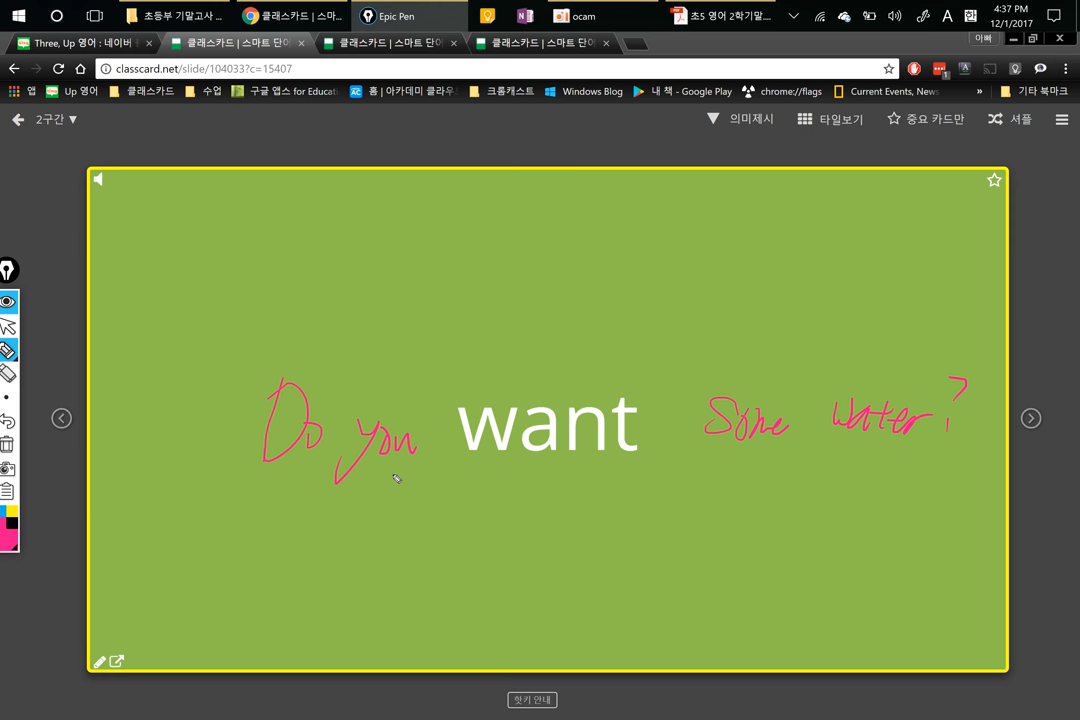 초등부 기말고사 ...
클래스카드 | 스마...
Epic Pen
ocam
초5 영어 2학기말...
A
한
4:37 PM
12/1/2017
Three, Up 영어 : 네이버
클래스카드 | 스마트 단어
클래스카드 | 스마트 단어
클래스카드 | 스마트 단어
아빠
classcard.net/slide/104033?c=15407
앱
Up 영어
클래스카드
수업
구글 앱스 for Educati
홈 | 아카데미 클라우
크롬캐스트
Windows Blog
내 책 - Google Play
chrome://flags
Current Events, News
»
기타 북마크
2구간 ▼
의미제시
타일보기
중요 카드만
셔플
Do you want some water?
핫키 안내